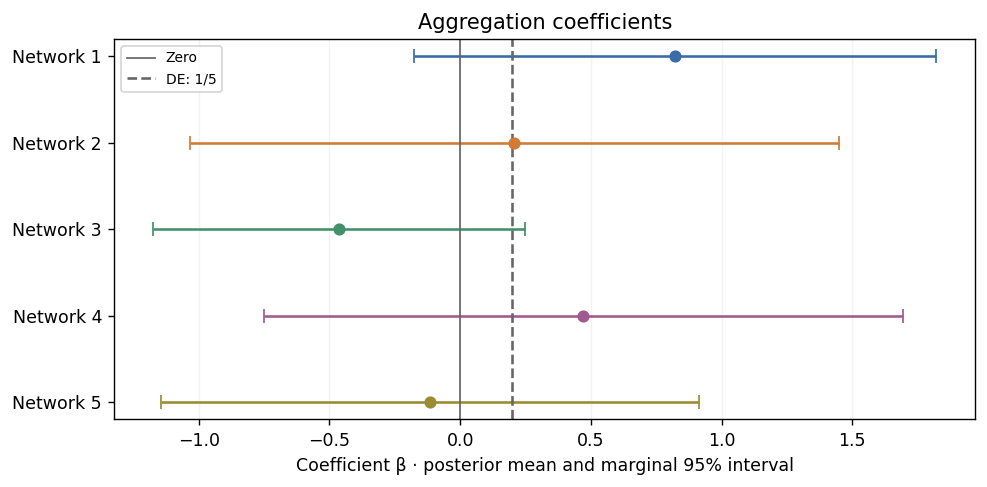 Aggregation coefficients
Zero
DE: 1/5
Network 1
Network 2
Network 3
Network 4
Network 5
−1.0 −0.5 0.0 0.5 1.0 1.5
Coefficient β · posterior mean and marginal 95% interval